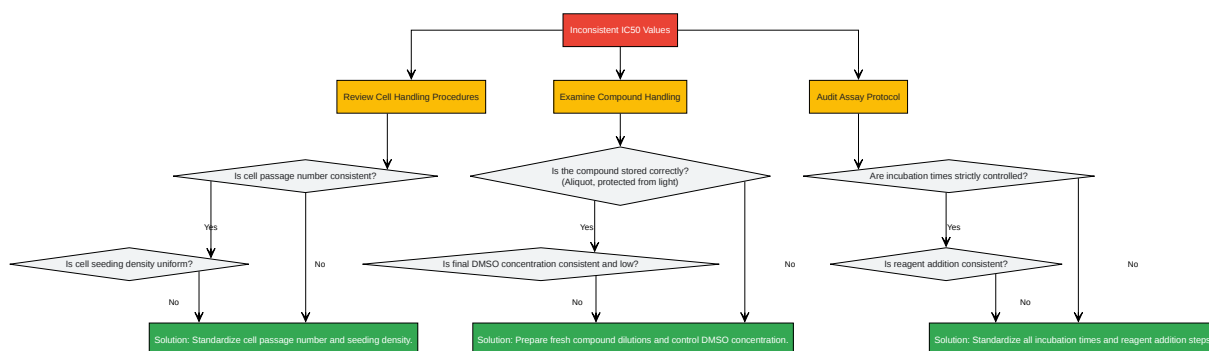 Inconsistent IC50 Values
Review Cell Handling Procedures
Examine Compound Handling
Audit Assay Protocol
Is cell passage number consistent?
Is the compound stored correctly?
(Aliquot, protected from light)
Are incubation times strictly controlled?
Yes
Yes
Yes
Is cell seeding density uniform?
No
Is final DMSO concentration consistent and low?
No
Is reagent addition consistent?
No
No
No
No
Solution: Standardize cell passage number and seeding density.
Solution: Prepare fresh compound dilutions and control DMSO concentration.
Solution: Standardize all incubation times and reagent addition steps